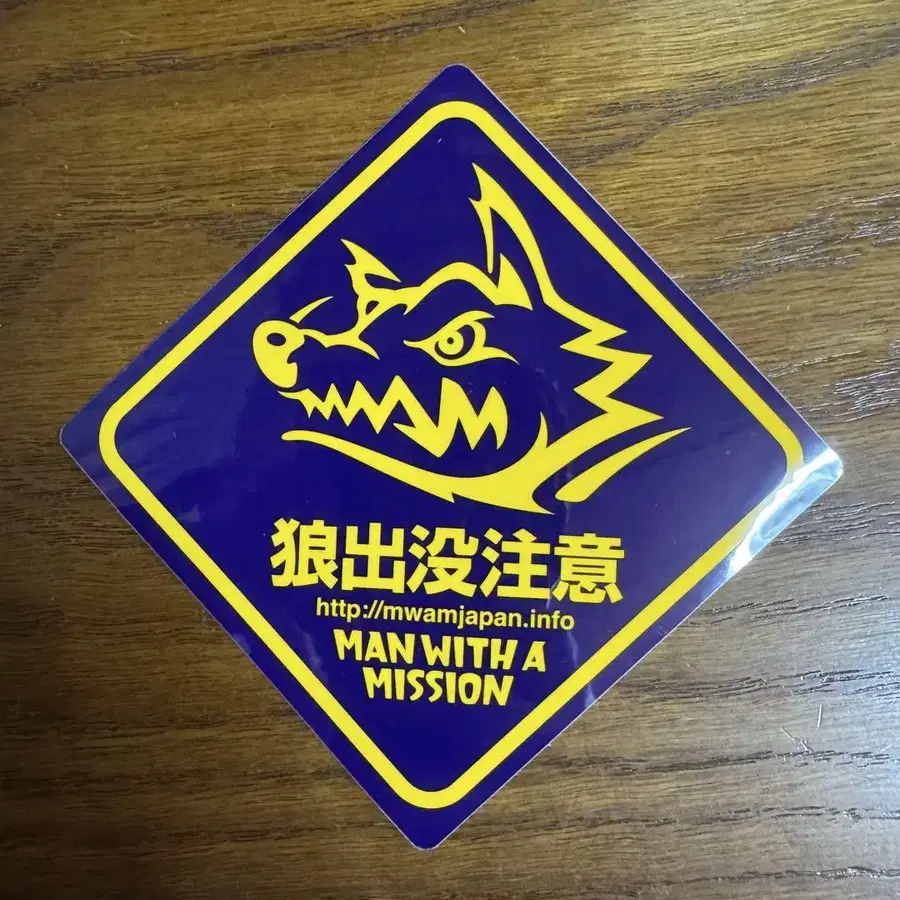 狼出没注意
http://mwamjapan.info
MAN WITH A
MISSION